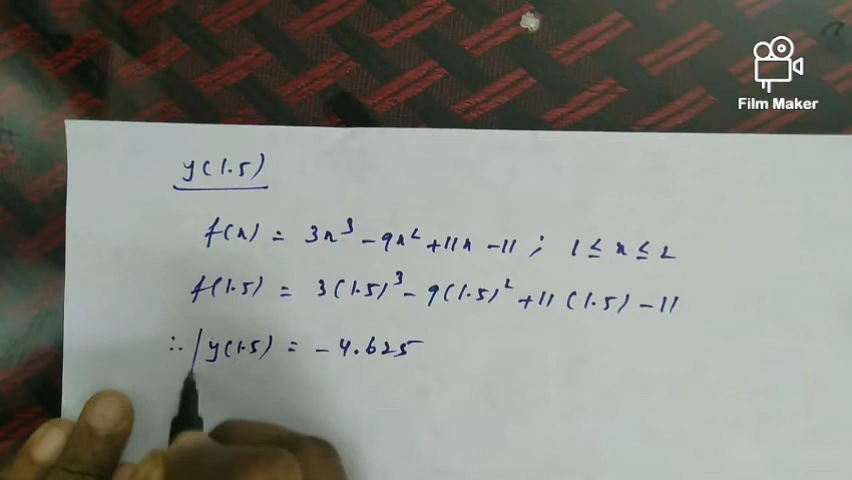 Film Maker
y(1.5)
f(x) = 3x³ - 9x² + 11x - 11 ; 1 ≤ x ≤ 2
f(1.5) = 3(1.5)³ - 9(1.5)² + 11(1.5) - 11
∴ y(1.5) = - 4.625